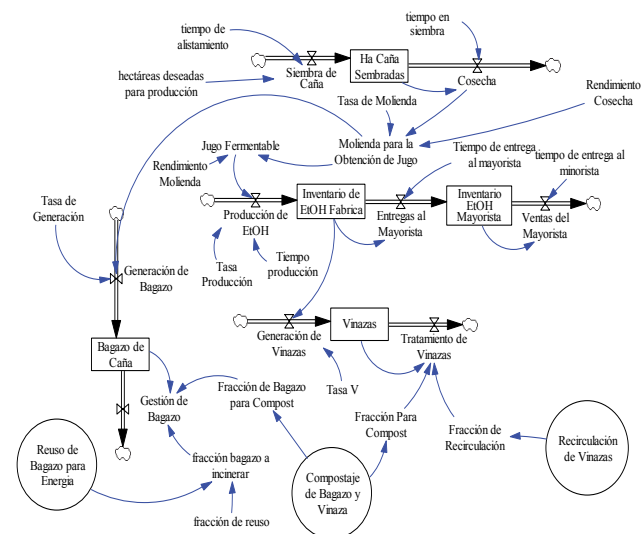 tiempo de
alistamiento
tiempo en
siembra
Ha Caña
Sembradas
Siembra de
Caña
Cosecha
hectáreas deseadas
para producción
Tasa de Molienda
Rendimiento
Cosecha
Molienda para la
Obtención de Jugo
Jugo Fermentable
Rendimiento
Molienda
Tiempo de entrega
al mayorista
tiempo de entrega al
minorista
Tasa de
Generación
Inventario de
EtOH Fabrica
Inventario
EtOH
Mayorista
Producción de
EtOH
Entregas al
Mayorista
Ventas del
Mayorista
Tasa
Producción
Tiempo
producción
Generación de
Bagazo
Vinazas
Generación de
Vinazas
Tratamiento de
Vinazas
Bagazo de
Caña
Tasa V
Gestión de
Bagazo
Fracción de Bagazo
para Compost
Fracción Para
Compost
Fracción de
Recirculación
Reuso de
Bagazo para
Energia
fracción bagazo a
incinerar
Compostaje
de Bagazo y
Vinaza
Recirculación
de Vinazas
fracción de reuso